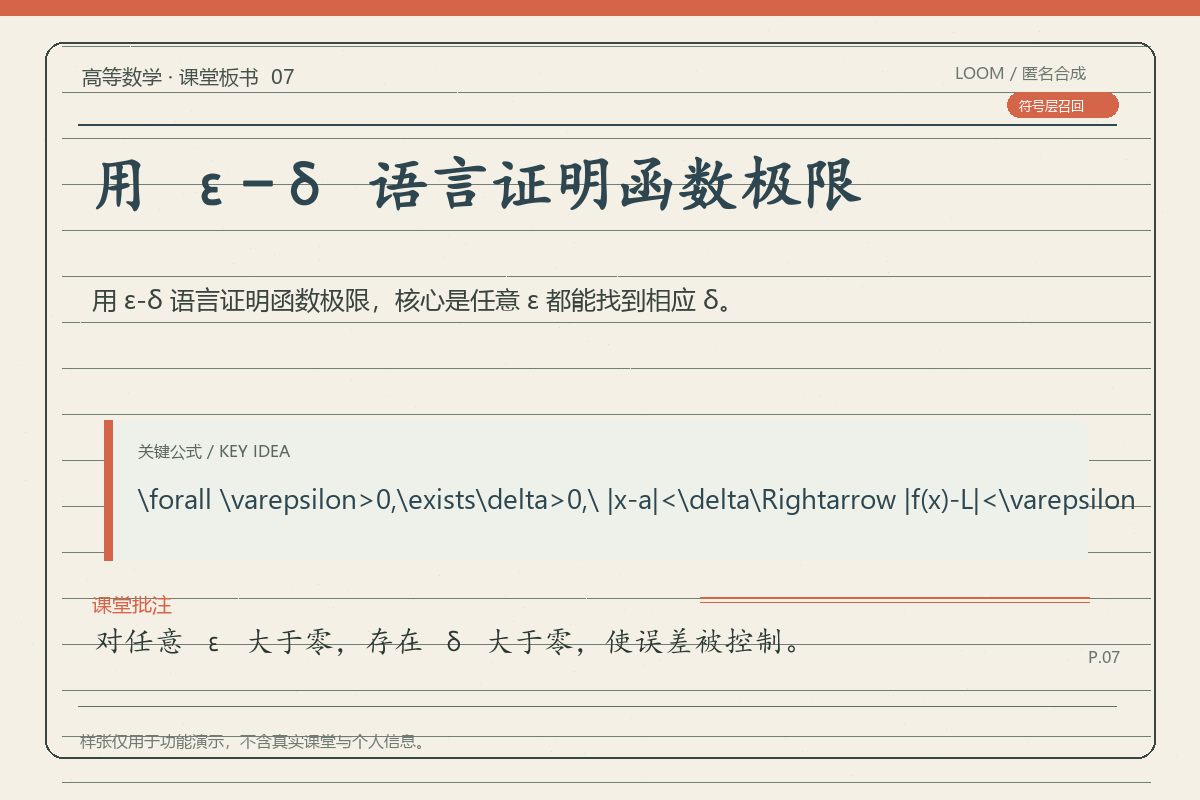 高等数学 · 课堂板书 07
LOOM / 匿名合成
符号层召回
用 ε-δ 语言证明函数极限
用 ε-δ 语言证明函数极限，核心是任意 ε 都能找到相应 δ。
关键公式 / KEY IDEA
\forall \varepsilon>0,\exists\delta>0,\ |x-a|<\delta\Rightarrow |f(x)-L|<\varepsilon
课堂批注
对任意 ε 大于零，存在 δ 大于零，使误差被控制。
P.07
样张仅用于功能演示，不含真实课堂与个人信息。